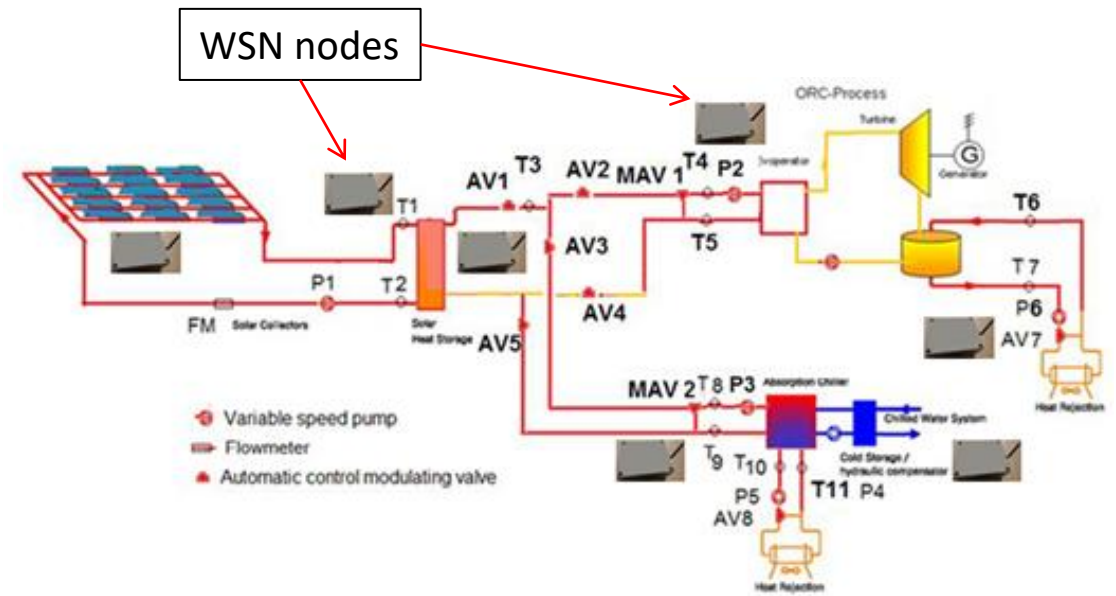 WSN nodes
ORC-Process
Turbine
G
Generator
Evaporator
T1
T2
P1
FM
Solar Collectors
Solar
Heat Storage
AV1
T3
AV2
MAV 1
T4
P2
T5
AV3
AV4
AV5
T6
T 7
P6
AV7
Heat Rejection
MAV 2
T 8
P3
Absorption Chiller
Chilled Water System
Cold Storage /
hydraulic compensator
T9
T10
T11
P4
P5
AV8
Heat Rejection
Variable speed pump
Flowmeter
Automatic control modulating valve